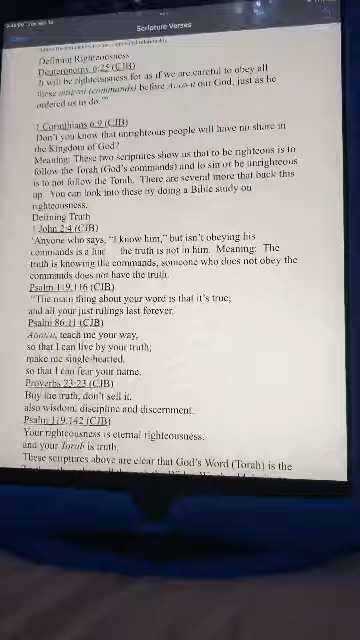 Scripture Verses
Defining Righteousness
Deuteronomy 6:25 (CJB)
It will be righteousness for us if we are careful to obey all
these mitzvot (commands) before Adonai our God, just as he
ordered us to do.'"
1 Corinthians 6:9 (CJB)
Don't you know that unrighteous people will have no share in
the Kingdom of God?
Meaning: These two scriptures show us that to be righteous is to
follow the Torah (God's commands) and to sin or be unrighteous
is to not follow the Torah. There are several more that back this
up. You can look into these by doing a Bible study on
righteousness.
Defining Truth
1 John 2:4 (CJB)
"Anyone who says, "I know him," but isn't obeying his
commands is a liar the truth is not in him. Meaning: The
truth is knowing the commands, someone who does not obey the
commands does not have the truth.
Psalm 119:116 (CJB)
"The main thing about your word is that it's true;
and all your just rulings last forever
Psalm 86:11 (CJB)
Adonai, teach me your way,
so that I can live by your truth;
make me single-hearted,
so that I can fear your name.
Proverbs 23:23 (CJB)
Buy the truth, don't sell it,
also wisdom, discipline and discernment.
Psalm 119:142 (CJB)
Your righteousness is eternal righteousness,
and your Torah is truth.
These scriptures above are clear that God's Word (Torah) is the